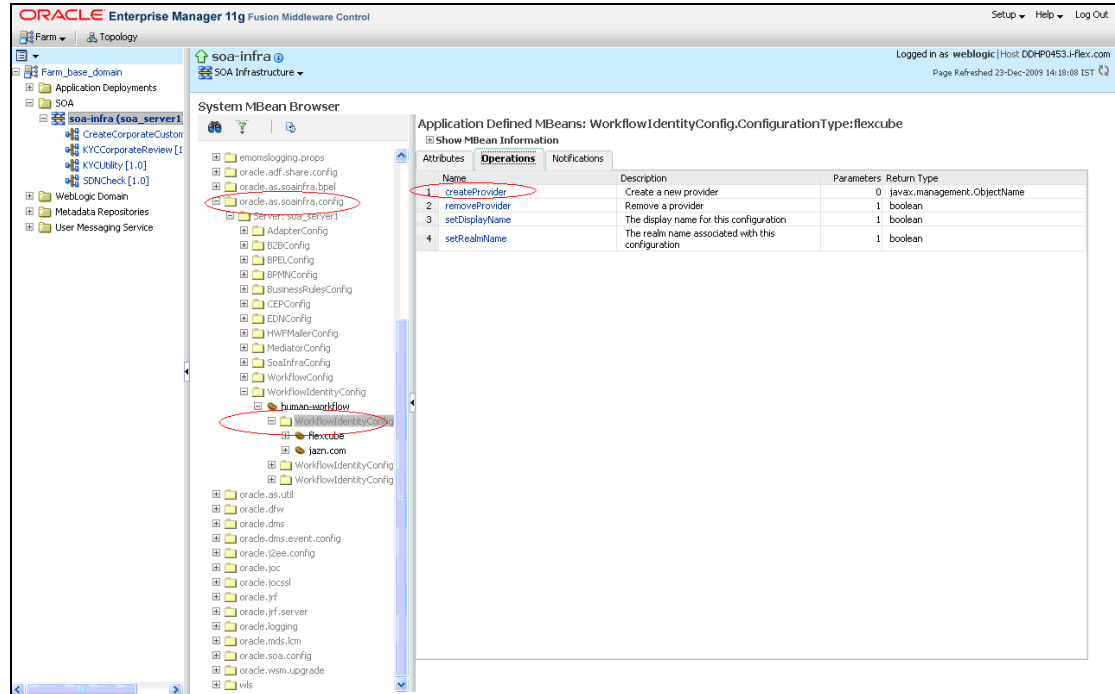 ORACLE Enterprise Manager 11g Fusion Middleware Control
Setup Help Log Out
Farm Topology
Farm_base_domain
Application Deployments
SOA
soa-infra (soa_server1
CreateCorporateCustom
KYCCorporateReview [1
KYCUtility [1.0]
SDNCheck [1.0]
WebLogic Domain
Metadata Repositories
User Messaging Service
soa-infra
SOA Infrastructure
Logged in as weblogic|Host DDHP0453.i-flex.com
Page Refreshed 23-Dec-2009 14:18:08 IST
System MBean Browser
emomslogging.props
oracle.adf.share.config
oracle.as.soainfra.bpel
oracle.as.soainfra.config
Server: soa_server1
AdapterConfig
B2BConfig
BPELConfig
BPMNConfig
BusinessRulesConfig
CEPConfig
EDNConfig
HWFMailerConfig
MediatorConfig
SoaInfraConfig
WorkflowConfig
WorkflowIdentityConfig
human-workflow
WorkflowIdentityConfig
flexcube
jazn.com
WorkflowIdentityConfig
WorkflowIdentityConfig
oracle.as.util
oracle.dfw
oracle.dms
oracle.dms.event.config
oracle.j2ee.config
oracle.joc
oracle.jocssl
oracle.jrf
oracle.jrf.server
oracle.logging
oracle.mds.lcm
oracle.soa.config
oracle.wsm.upgrade
wls
Application Defined MBeans: WorkflowIdentityConfig.ConfigurationType:flexcube
Show MBean Information
Attributes Operations Notifications
Name Description Parameters Return Type
1 createProvider Create a new provider 0 javax.management.ObjectName
2 removeProvider Remove a provider 1 boolean
3 setDisplayName The display name for this configuration 1 boolean
4 setRealmName The realm name associated with this configuration 1 boolean